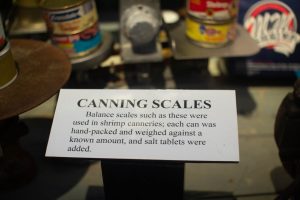 CANNING SCALES
Balance scales such as these were
used in shrimp canneries; each can was
hand-packed and weighed against a
known amount, and salt tablets were
added.